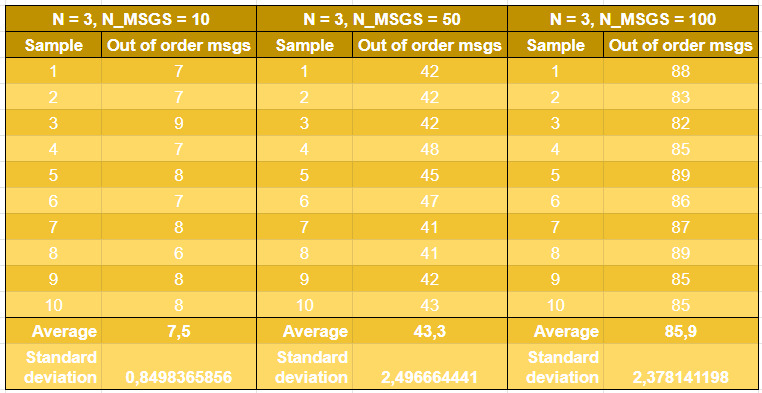 N = 3, N_MSGS = 10 N = 3, N_MSGS = 50 N = 3, N_MSGS = 100
Sample Out of order msgs Sample Out of order msgs Sample Out of order msgs
1 7 1 42 1 88
2 7 2 42 2 83
3 9 3 42 3 82
4 7 4 48 4 85
5 8 5 45 5 89
6 7 6 47 6 86
7 8 7 41 7 87
8 6 8 41 8 89
9 8 9 42 9 85
10 8 10 43 10 85
Average 7,5 Average 43,3 Average 85,9
Standard Standard Standard
deviation 0,8498365856 deviation 2,496664441 deviation 2,378141198